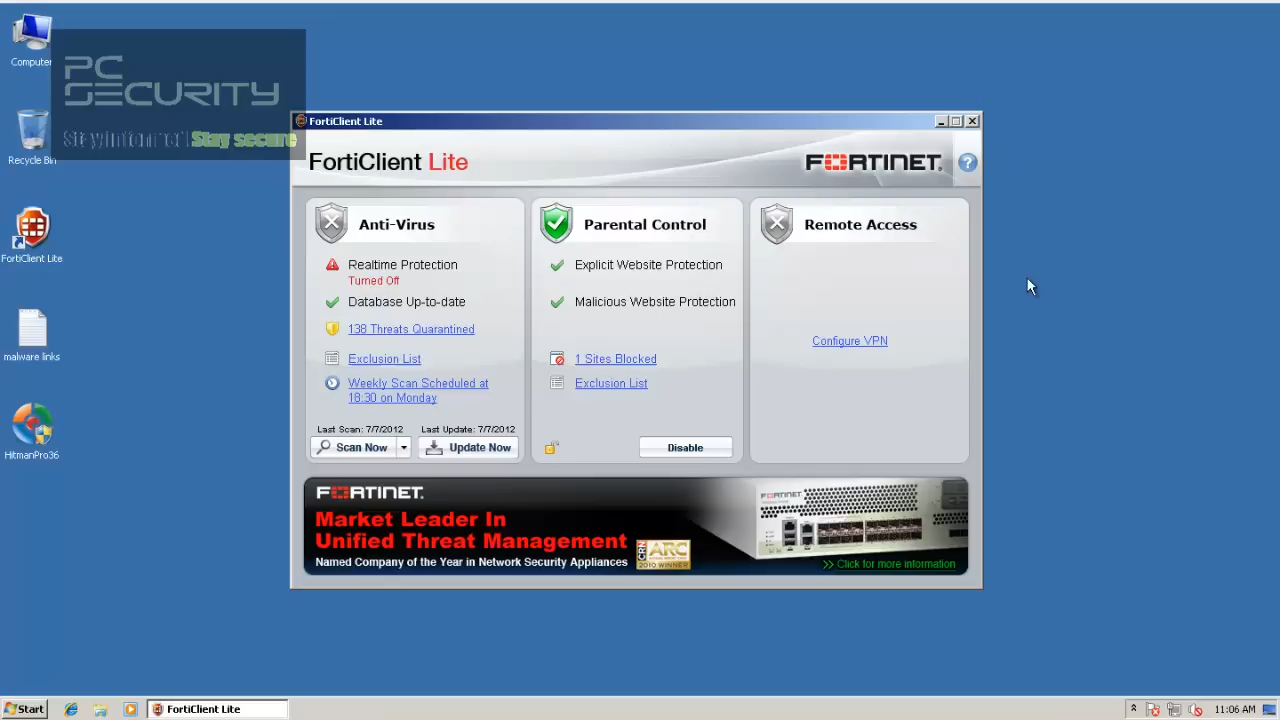 Computer
PC
SECURITY
Stay informed Stay secure
Recycle Bin
FortiClient Lite
malware links
HitmanPro36
FortiClient Lite
FortiClient Lite
FORTINET
?
Anti-Virus
Realtime Protection
Turned Off
Database Up-to-date
138 Threats Quarantined
Exclusion List
Weekly Scan Scheduled at
18:30 on Monday
Last Scan: 7/7/2012
Last Update: 7/7/2012
Scan Now
Update Now
Parental Control
Explicit Website Protection
Malicious Website Protection
1 Sites Blocked
Exclusion List
Disable
Remote Access
Configure VPN
FORTINET
Market Leader In
Unified Threat Management
Named Company of the Year in Network Security Appliances
CRN
ARC
2010 WINNER
FORTINET
>> Click for more information
Start
FortiClient Lite
11:06 AM